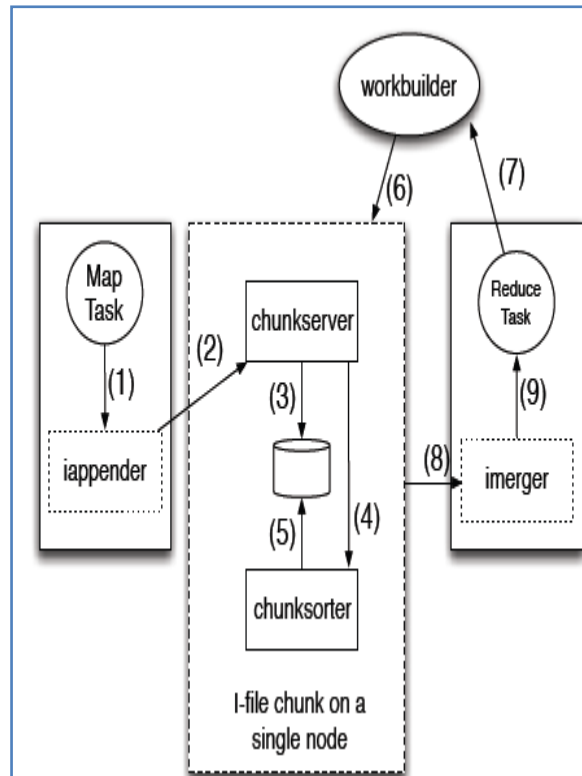 workbuilder
(6)
(7)
Map
Task
(1)
iappender
(2)
chunkserver
(3)
(4)
(5)
chunksorter
I-file chunk on a
single node
(8)
Reduce
Task
(9)
imerger